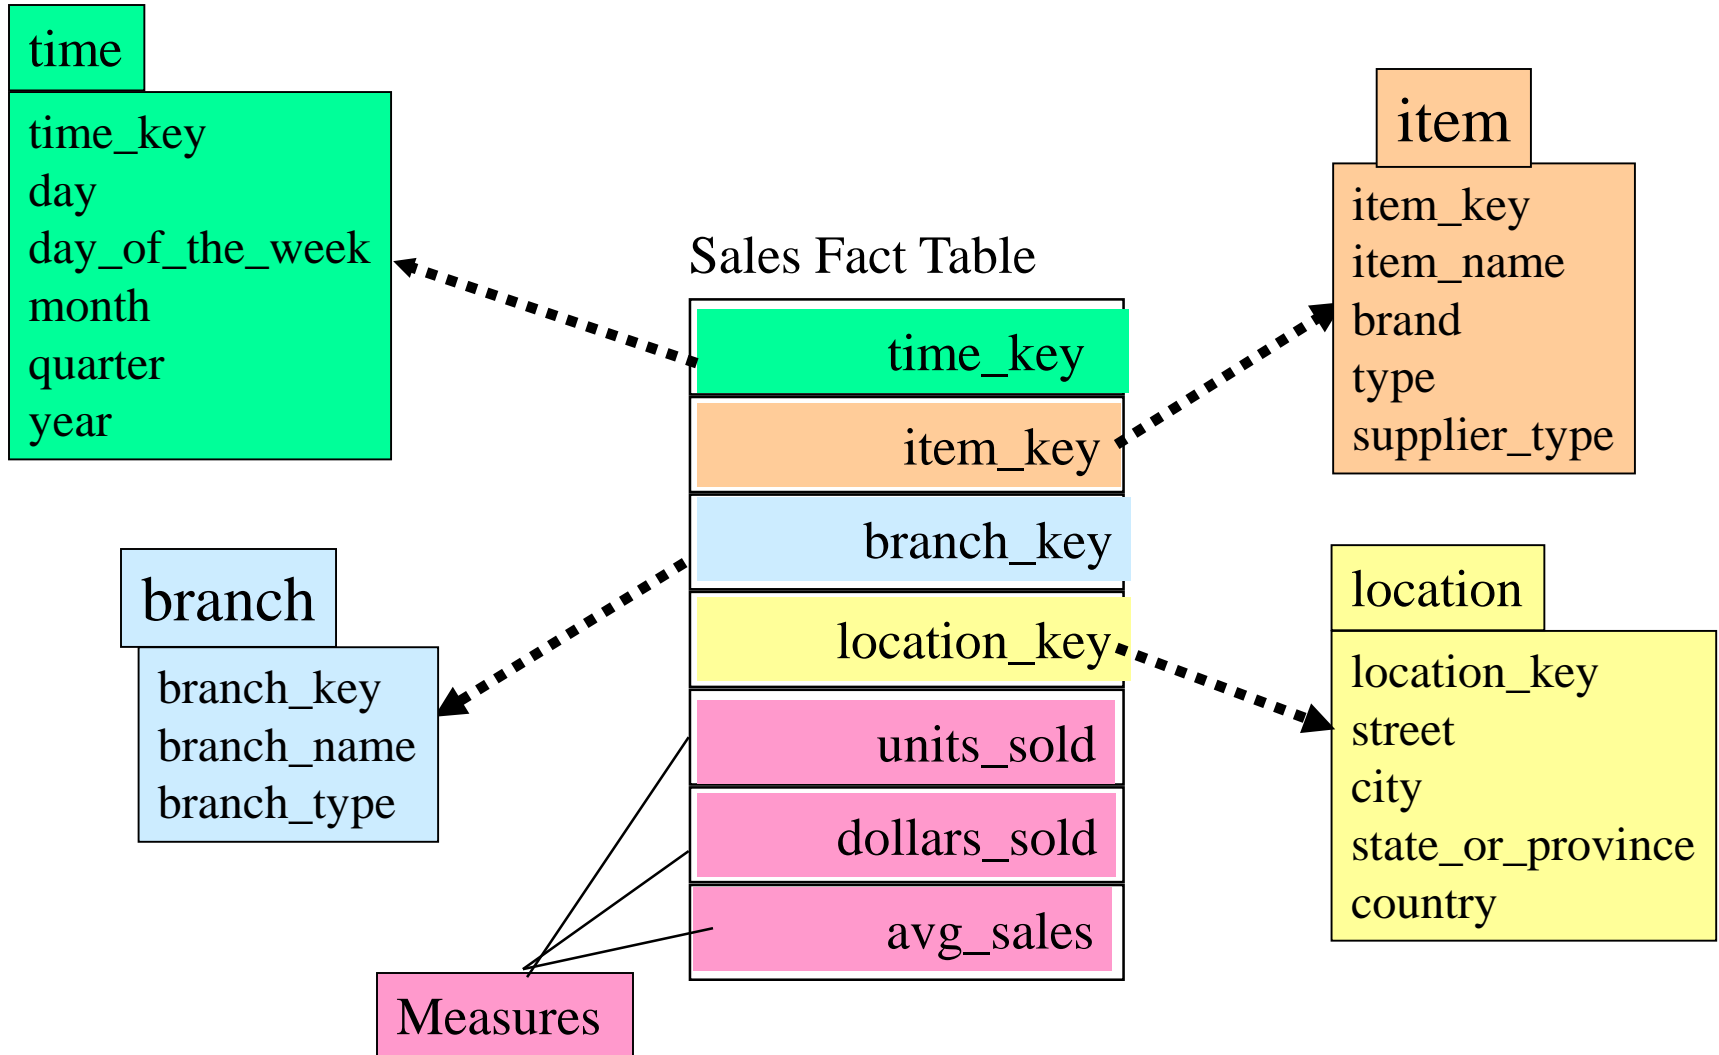 time
time_key
day
day_of_the_week
month
quarter
year
item
item_key
item_name
brand
type
supplier_type
Sales Fact Table
time_key
item_key
branch_key
location_key
units_sold
dollars_sold
avg_sales
branch
branch_key
branch_name
branch_type
location
location_key
street
city
state_or_province
country
Measures